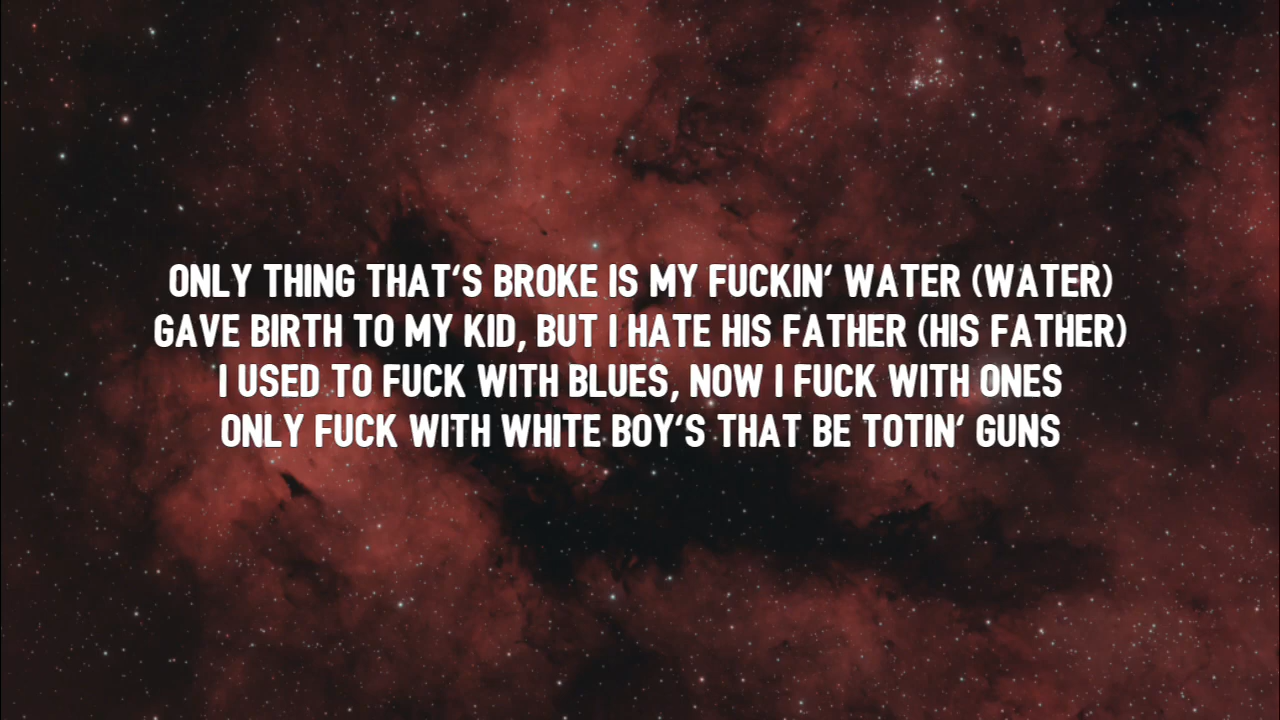 ONLY THING THAT'S BROKE IS MY FUCKIN' WATER (WATER)
GAVE BIRTH TO MY KID, BUT I HATE HIS FATHER (HIS FATHER)
I USED TO FUCK WITH BLUES, NOW I FUCK WITH ONES
ONLY FUCK WITH WHITE BOY'S THAT BE TOTIN' GUNS